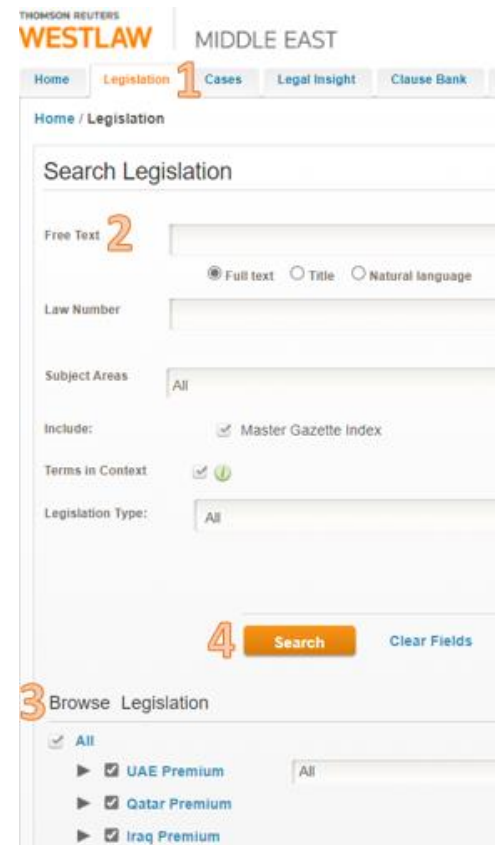 THOMSON REUTERS
WESTLAW MIDDLE EAST
Home Legislation 1 Cases Legal Insight Clause Bank
Home / Legislation
Search Legislation
Free Text 2
Full text Title Natural language
Law Number
Subject Areas All
Include: Master Gazette Index
Terms in Context i
Legislation Type: All
4 Search Clear Fields
3 Browse Legislation
All
UAE Premium All
Qatar Premium
Iraq Premium